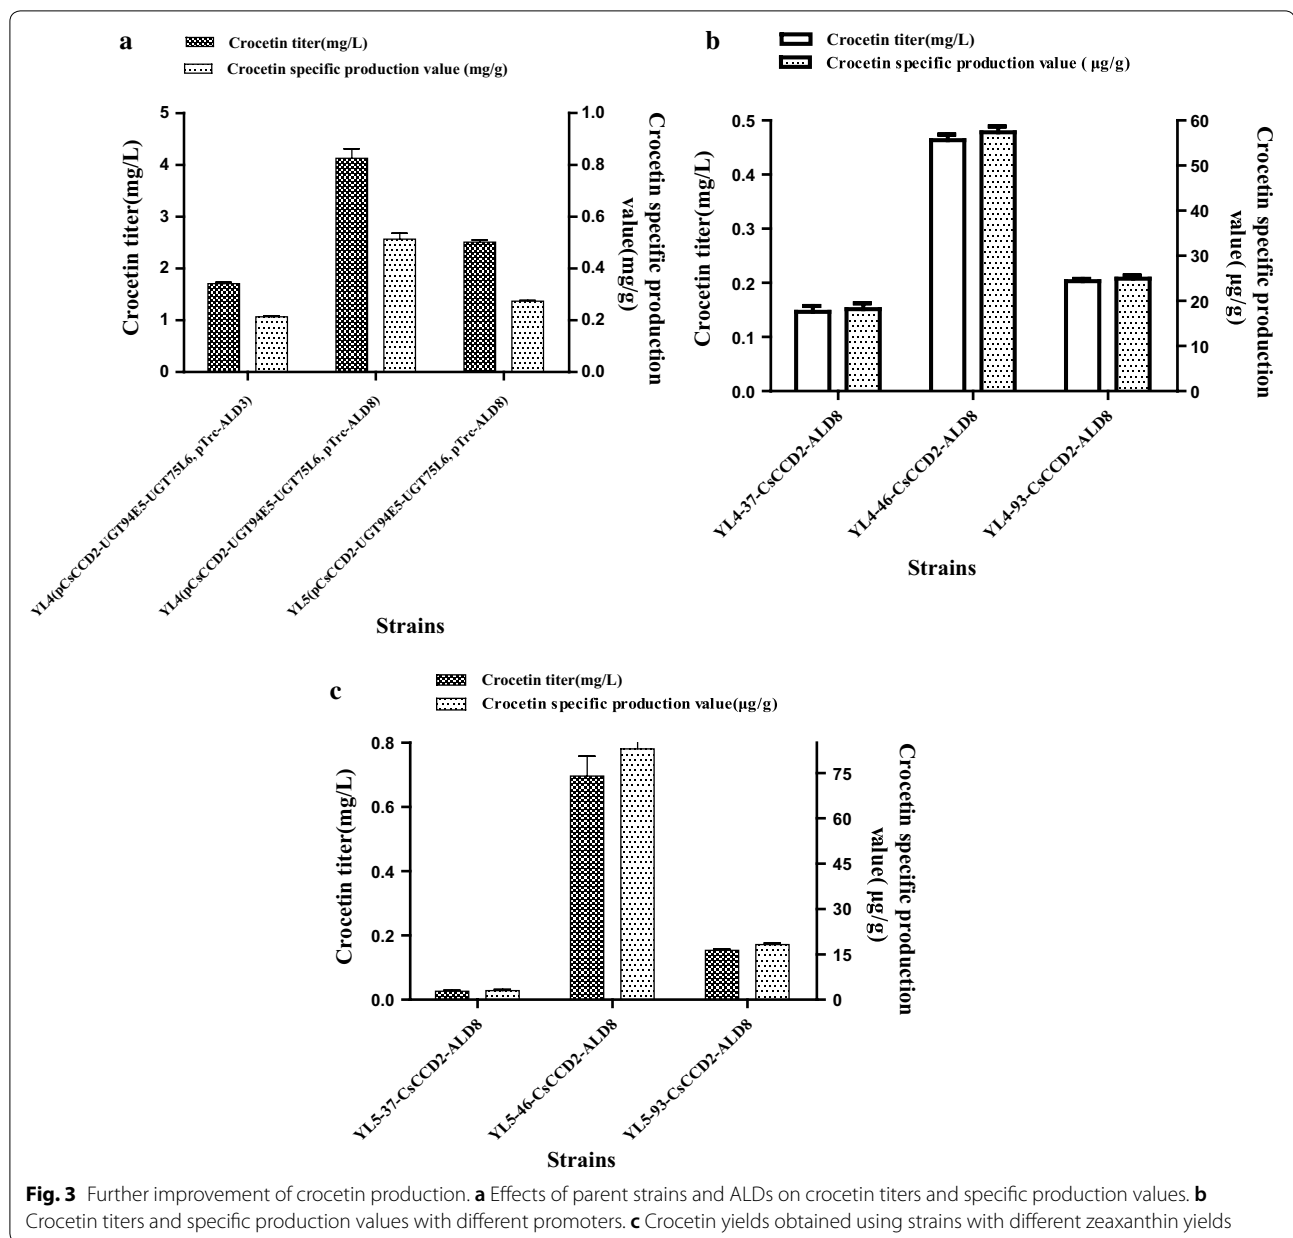 a
Crocetin titer(mg/L)
Crocetin specific production value (mg/g)
5
4
3
2
1
0
Crocetin titer(mg/L)
1.0
0.8
0.6
0.4
0.2
0.0
Crocetin specific production
value(mg/g)
YL4(pCsCCD2-UGT94E5-UGT75L6, pTrc-ALD3)
YL4(pCsCCD2-UGT94E5-UGT75L6, pTrc-ALD8)
YL5(pCsCCD2-UGT94E5-UGT75L6, pTrc-ALD8)
Strains
b
Crocetin titer(mg/L)
Crocetin specific production value ( µg/g)
0.5
0.4
0.3
0.2
0.1
0.0
Crocetin titer(mg/L)
60
50
40
30
20
10
0
Crocetin specific production
value( µg/g)
YL4-37-CsCCD2-ALD8
YL4-46-CsCCD2-ALD8
YL4-93-CsCCD2-ALD8
Strains
c
Crocetin titer(mg/L)
Crocetin specific production value(µg/g)
0.8
0.6
0.4
0.2
0.0
Crocetin titer(mg/L)
75
60
45
30
15
0
Crocetin specific production
value( µg/g)
YL5-37-CsCCD2-ALD8
YL5-46-CsCCD2-ALD8
YL5-93-CsCCD2-ALD8
Strains
Fig. 3 Further improvement of crocetin production. a Effects of parent strains and ALDs on crocetin titers and specific production values. b
Crocetin titers and specific production values with different promoters. c Crocetin yields obtained using strains with different zeaxanthin yields